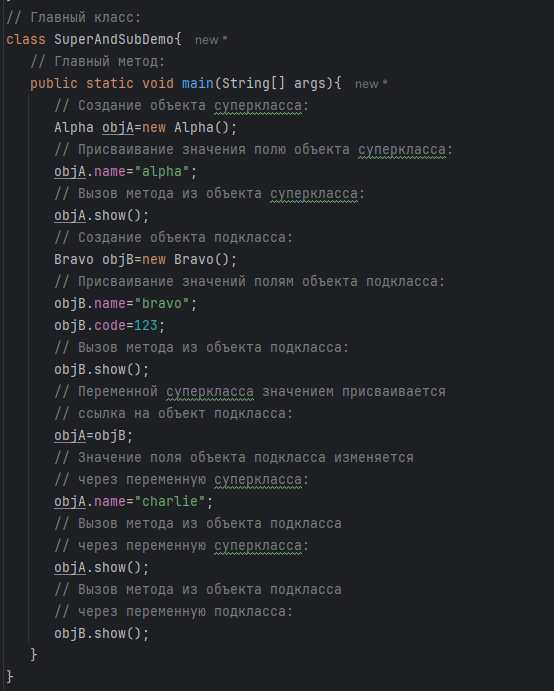 // Главный класс:
class SuperAndSubDemo{ new *
// Главный метод:
public static void main(String[] args){ new *
// Создание объекта суперкласса:
Alpha objA=new Alpha();
// Присваивание значения полю объекта суперкласса:
objA.name="alpha";
// Вызов метода из объекта суперкласса:
objA.show();
// Создание объекта подкласса:
Bravo objB=new Bravo();
// Присваивание значений полям объекта подкласса:
objB.name="bravo";
objB.code=123;
// Вызов метода из объекта подкласса:
objB.show();
// Переменной суперкласса значением присваивается
// ссылка на объект подкласса:
objA=objB;
// Значение поля объекта подкласса изменяется
// через переменную суперкласса:
objA.name="charlie";
// Вызов метода из объекта подкласса
// через переменную суперкласса:
objA.show();
// Вызов метода из объекта подкласса
// через переменную подкласса:
objB.show();
}
}